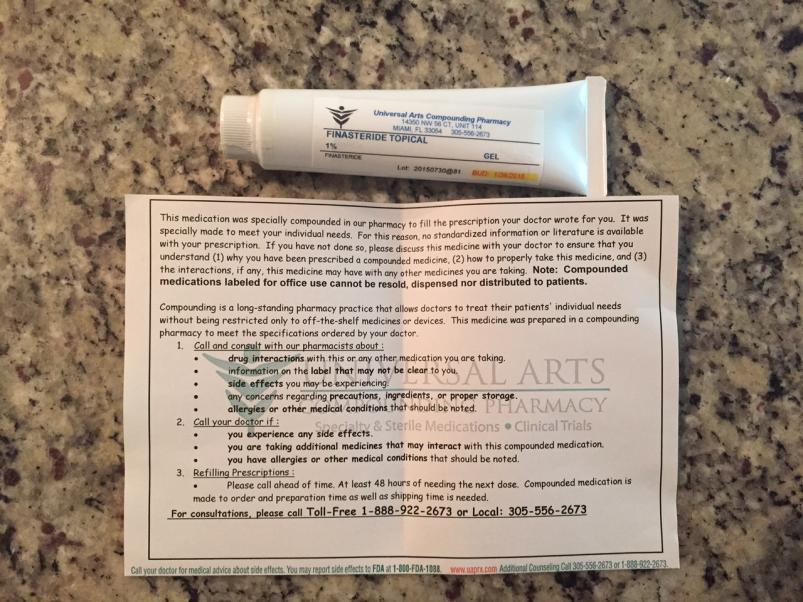 Universal Arts Compounding Pharmacy
14350 NW 56 CT, UNIT 114
MIAMI, FL 33054 305-556-2673
FINASTERIDE TOPICAL
1%
GEL
FINASTERIDE
Lot: 20150730@81
BUD:
This medication was specially compounded in our pharmacy to fill the prescription your doctor wrote for you. It was
specially made to meet your individual needs. For this reason, no standardized information or literature is available
with your prescription. If you have not done so, please discuss this medicine with your doctor to ensure that you
understand (1) why you have been prescribed a compounded medicine, (2) how to properly take this medicine, and (3)
the interactions, if any, this medicine may have with any other medicines you are taking. Note: Compounded
medications labeled for office use cannot be resold, dispensed nor distributed to patients.
Compounding is a long-standing pharmacy practice that allows doctors to treat their patients' individual needs
without being restricted only to off-the-shelf medicines or devices. This medicine was prepared in a compounding
pharmacy to meet the specifications ordered by your doctor.
1. Call and consult with our pharmacists about :
• drug interactions with this or any other medication you are taking.
• information on the label that may not be clear to you.
• side effects you may be experiencing.
• any concerns regarding precautions, ingredients, or proper storage.
• allergies or other medical conditions that should be noted.
UNIVERSAL ARTS
COMPOUNDING PHARMACY
Specialty & Sterile Medications • Clinical Trials
2. Call your doctor if :
• you experience any side effects.
• you are taking additional medicines that may interact with this compounded medication.
• you have allergies or other medical conditions that should be noted.
3. Refilling Prescriptions :
• Please call ahead of time. At least 48 hours of needing the next dose. Compounded medication is
made to order and preparation time as well as shipping time is needed.
For consultations, please call Toll-Free 1-888-922-2673 or Local: 305-556-2673
Call your doctor for medical advice about side effects. You may report side effects to FDA at 1-800-FDA-1088. www.uaprx.com Additional Counseling Call 305-556-2673 or 1-888-922-2673.